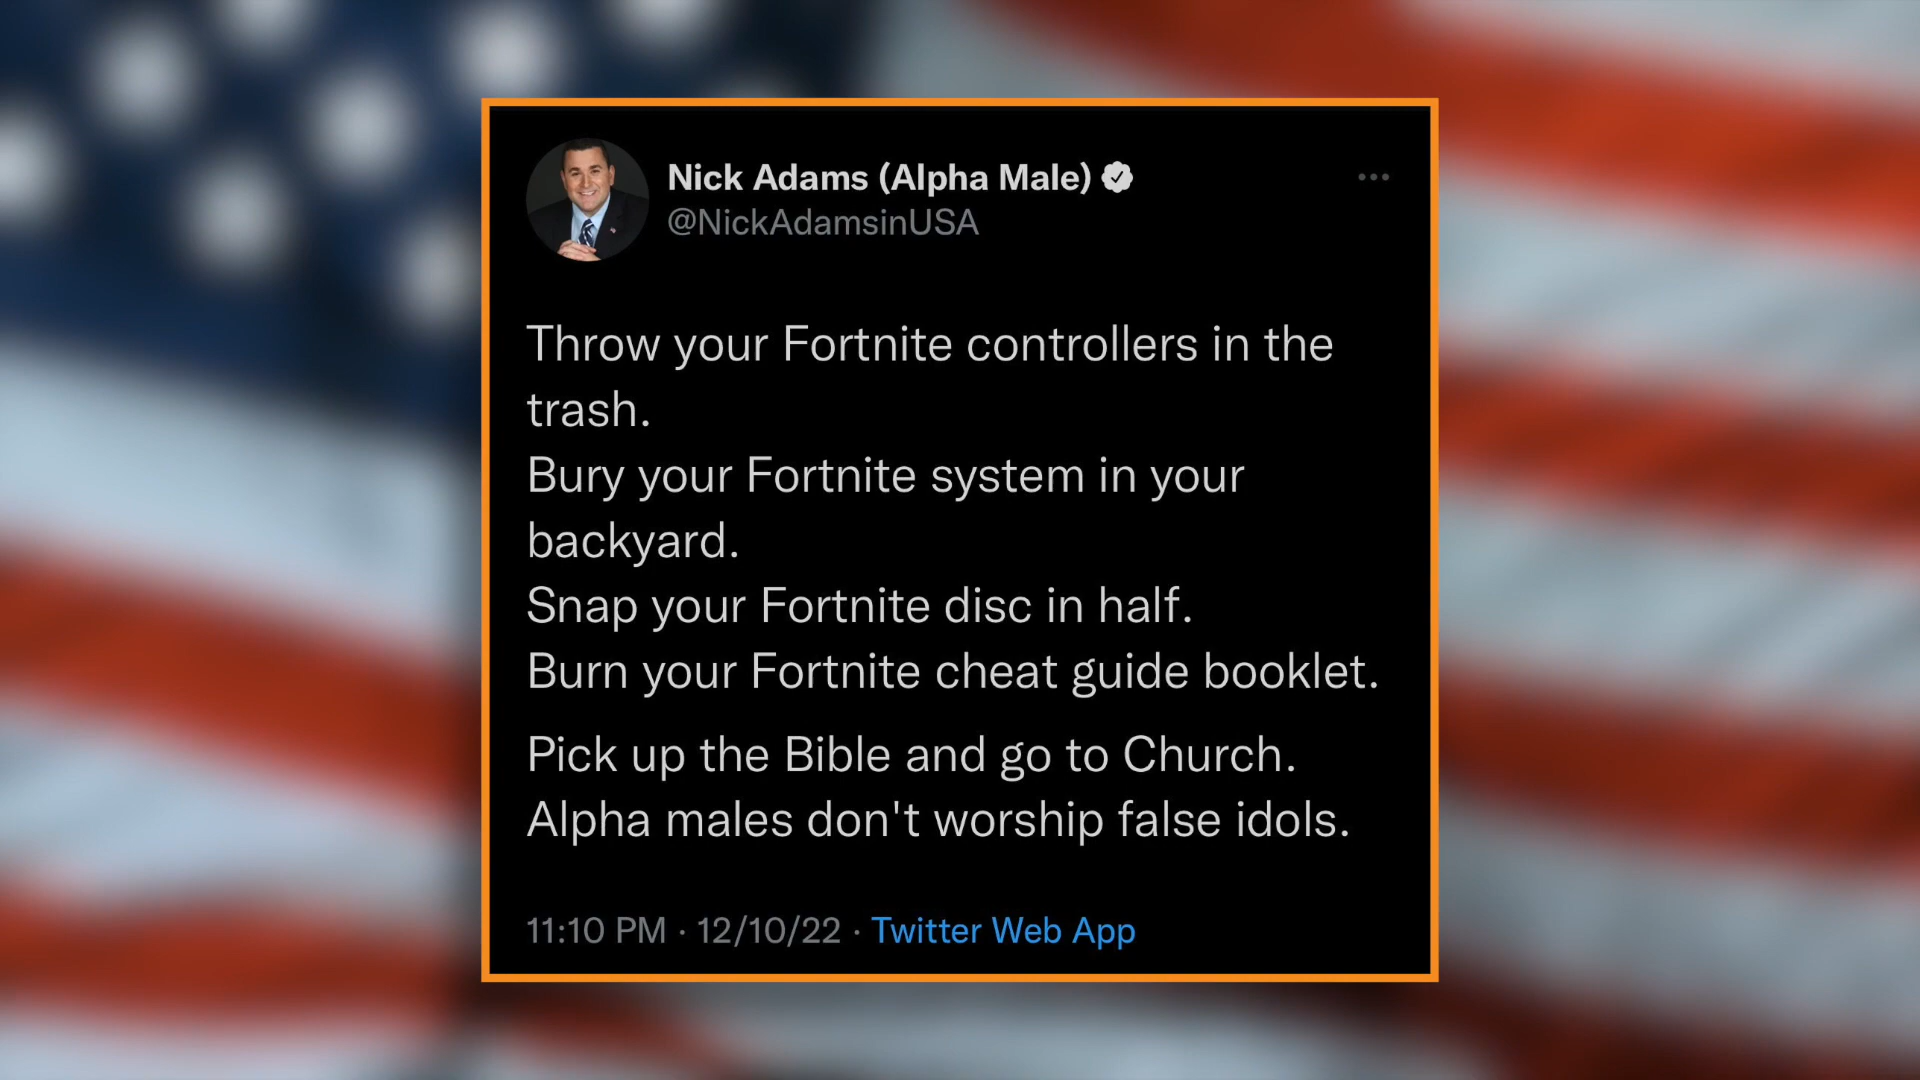 Nick Adams (Alpha Male)
@NickAdamsinUSA
Throw your Fortnite controllers in the
trash.
Bury your Fortnite system in your
backyard.
Snap your Fortnite disc in half.
Burn your Fortnite cheat guide booklet.
Pick up the Bible and go to Church.
Alpha males don't worship false idols.
11:10 PM · 12/10/22 · Twitter Web App